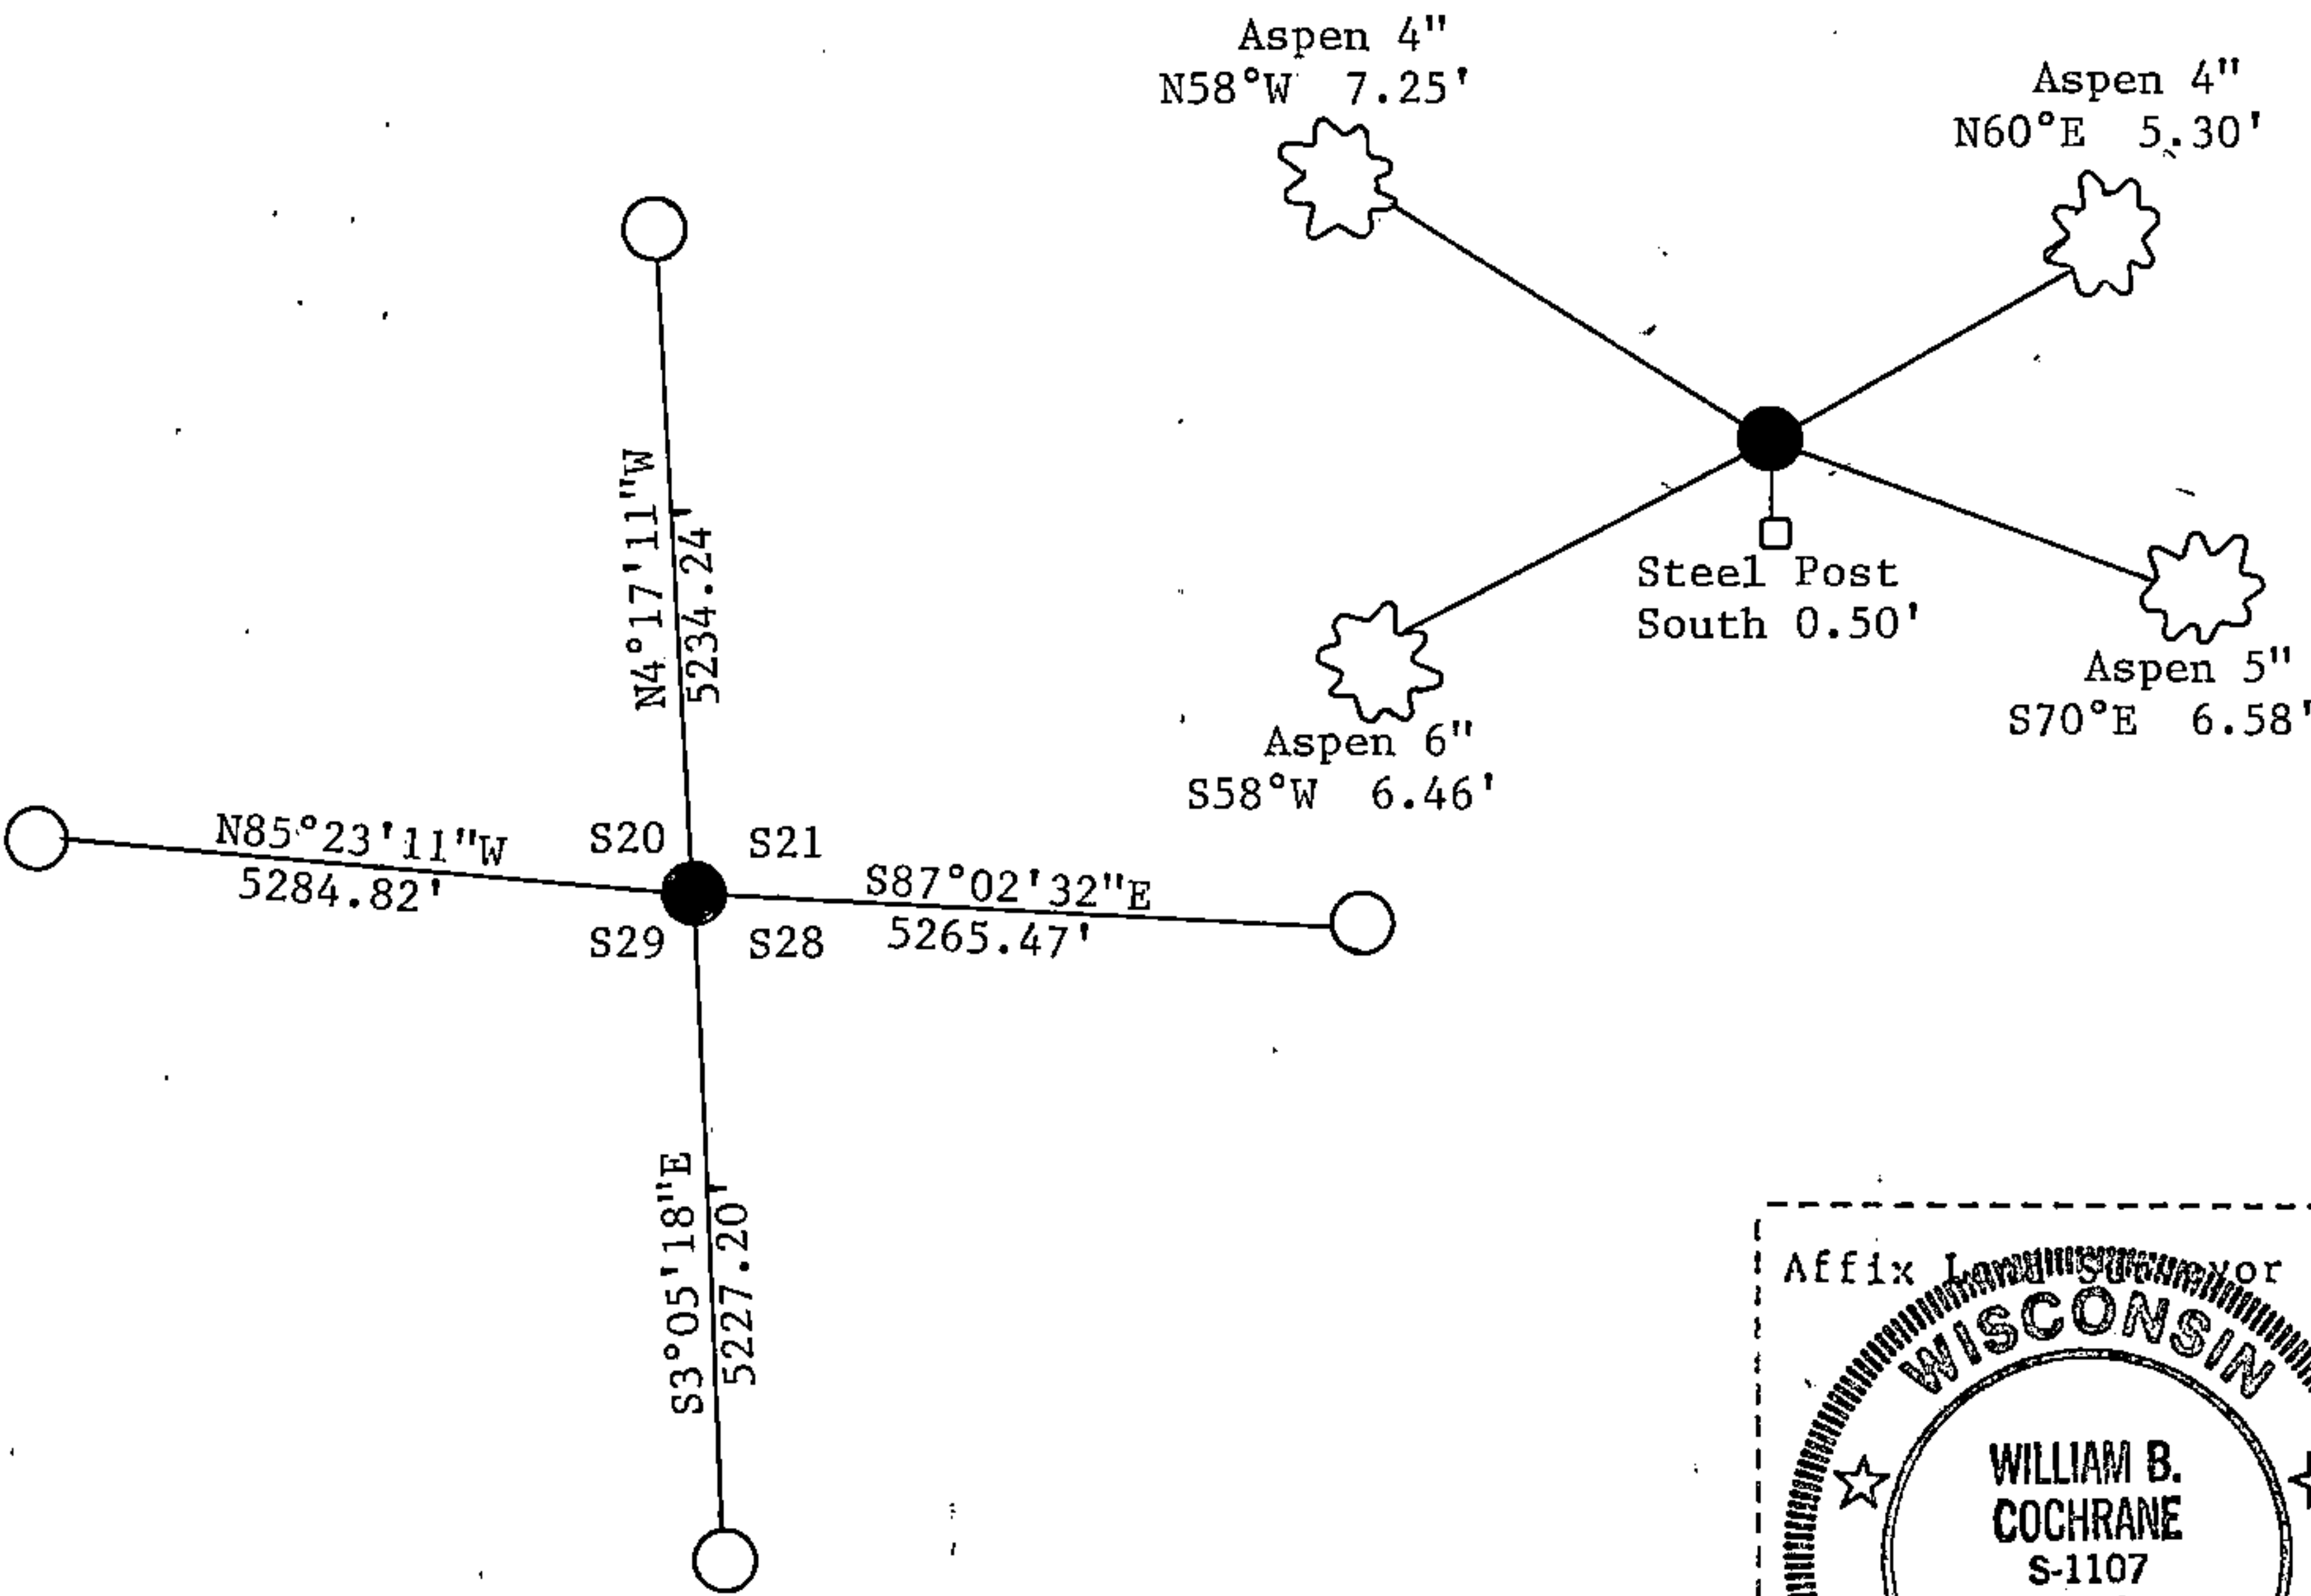 Aspen 4"
N58°W 7.25'
Aspen 4"
N60°E 5.30'
Steel Post
South 0.50'
Aspen 5"
S70°E 6.58'
Aspen 6"
S58°W 6.46'
N4°17'11"W
5234.24'
N85°23'11"W
5284.82'
S20 S21
S29 S28
S87°02'32"E
5265.47'
S3°05'18"E
5227.20'
Affix
WISCONSIN
WILLIAM B.
COCHRANE
S-1107